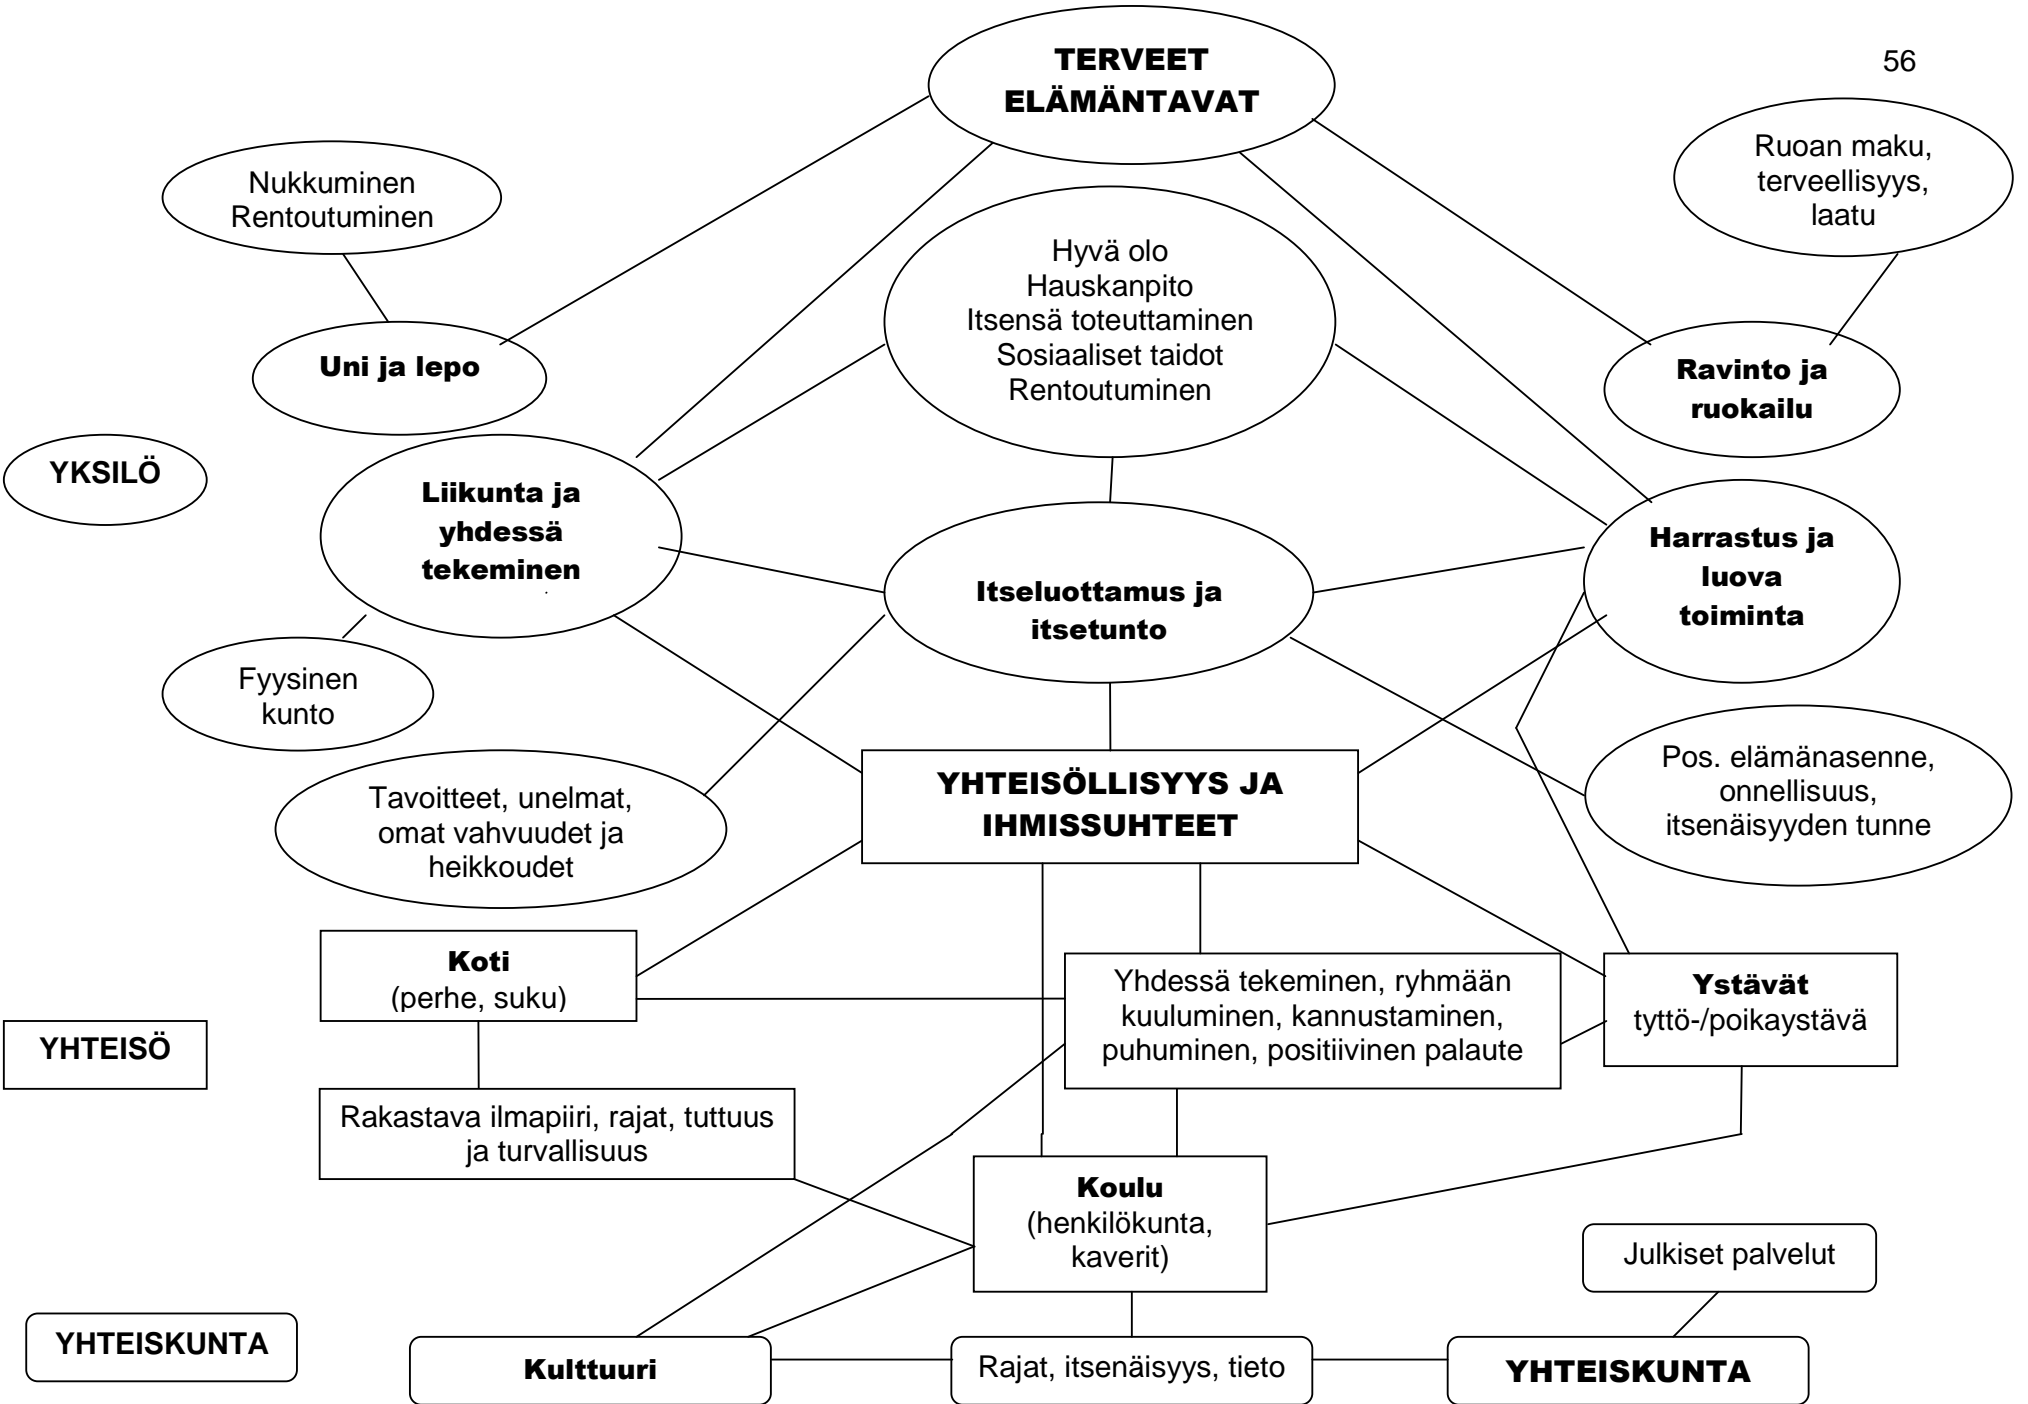 56
TERVEET
ELÄMÄNTAVAT
Nukkuminen
Rentoutuminen
Ruoan maku,
terveellisyys,
laatu
Hyvä olo
Hauskanpito
Itsensä toteuttaminen
Sosiaaliset taidot
Rentoutuminen
Uni ja lepo
Ravinto ja
ruokailu
YKSILÖ
Liikunta ja
yhdessä
tekeminen
Itseluottamus ja
itsetunto
Harrastus ja
luova
toiminta
Fyysinen
kunto
Tavoitteet, unelmat,
omat vahvuudet ja
heikkoudet
YHTEISÖLLISYYS JA
IHMISSUHTEET
Pos. elämänasenne,
onnellisuus,
itsenäisyyden tunne
Koti
(perhe, suku)
Yhdessä tekeminen, ryhmään
kuuluminen, kannustaminen,
puhuminen, positiivinen palaute
Ystävät
tyttö-/poikaystävä
YHTEISÖ
Rakastava ilmapiiri, rajat, tuttuus
ja turvallisuus
Koulu
(henkilökunta,
kaverit)
Julkiset palvelut
YHTEISKUNTA
Kulttuuri
Rajat, itsenäisyys, tieto
YHTEISKUNTA